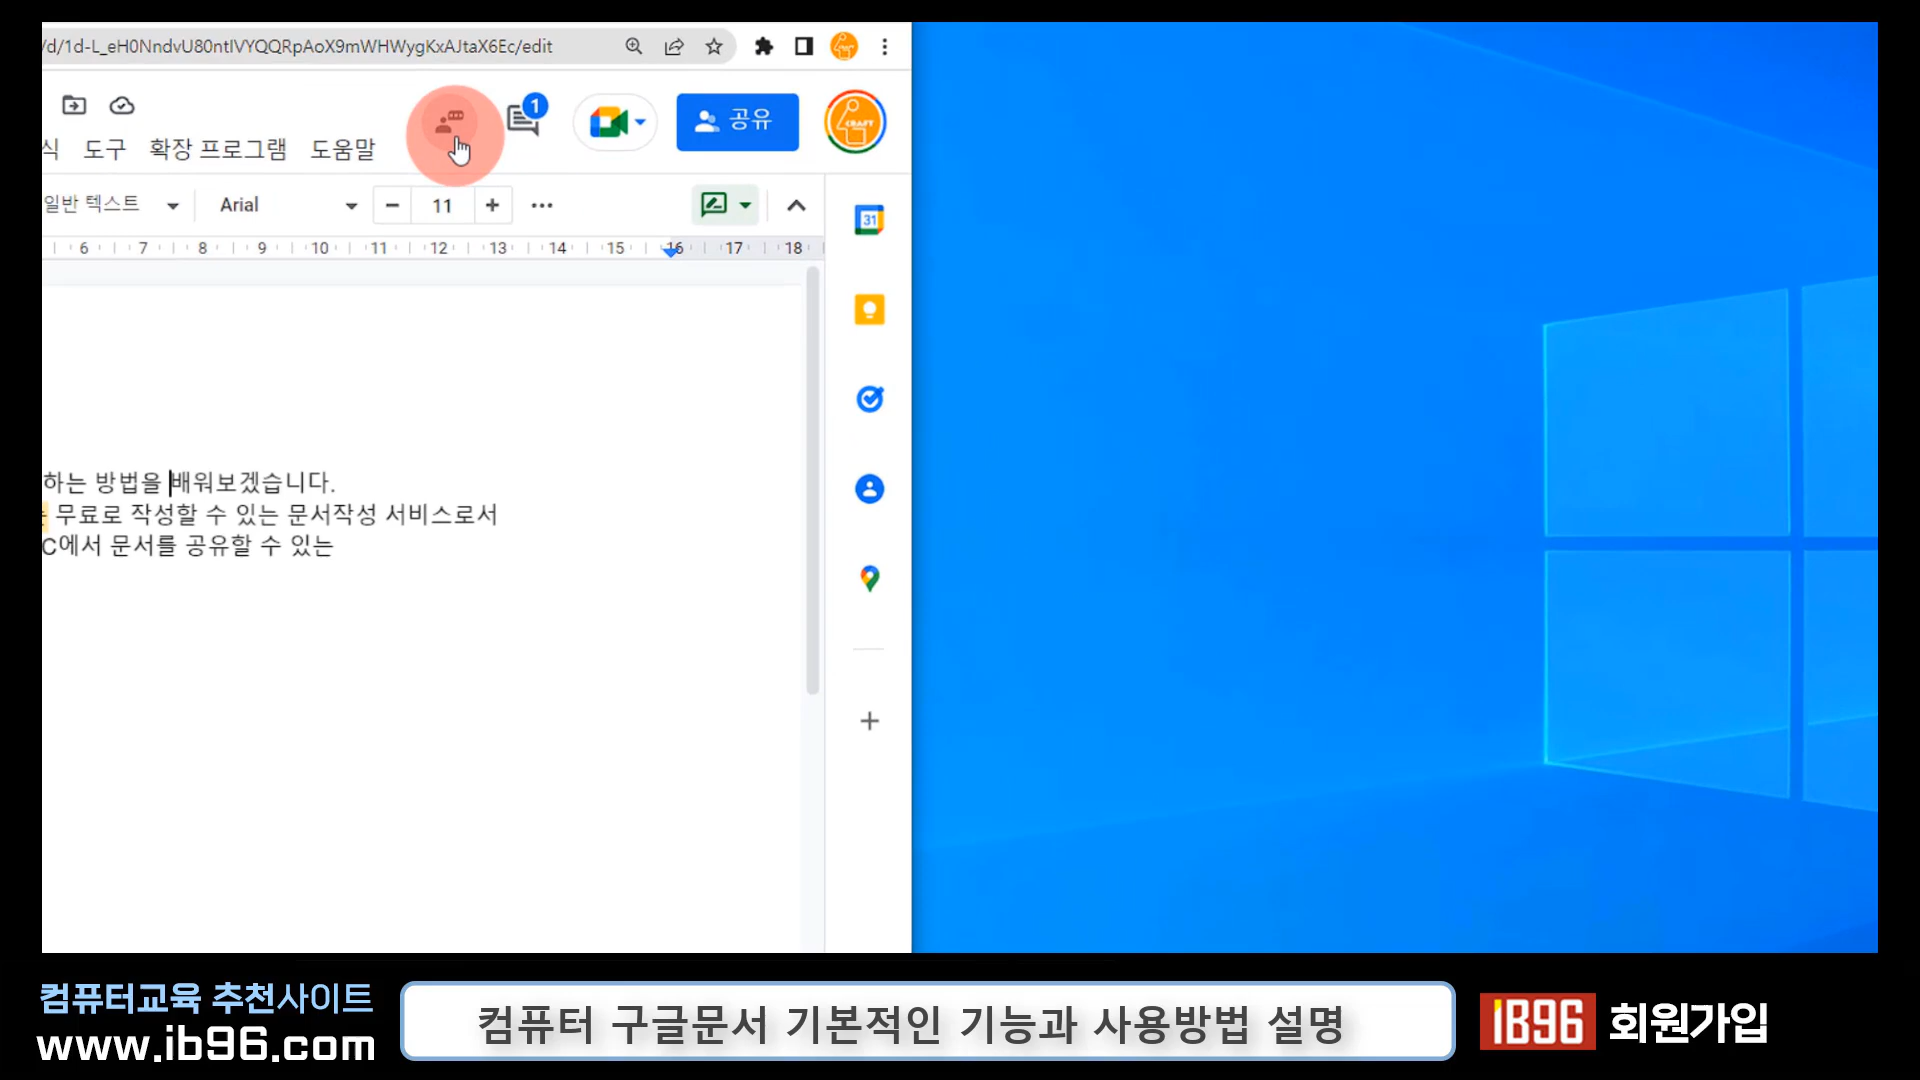 /d/1d-L_eH0NndvU80ntIVYQQRpAoX9mWHWygKxAJtaX6Ec/edit
1
공유
CRAFT
식 도구 확장 프로그램 도움말
일반 텍스트 Arial 11
31
6 7 8 9 10 11 12 13 14 15 16 17 18
하는 방법을 배워보겠습니다.
무료로 작성할 수 있는 문서작성 서비스로서
C에서 문서를 공유할 수 있는
컴퓨터교육 추천사이트
www.ib96.com
컴퓨터 구글문서 기본적인 기능과 사용방법 설명
IB96 회원가입